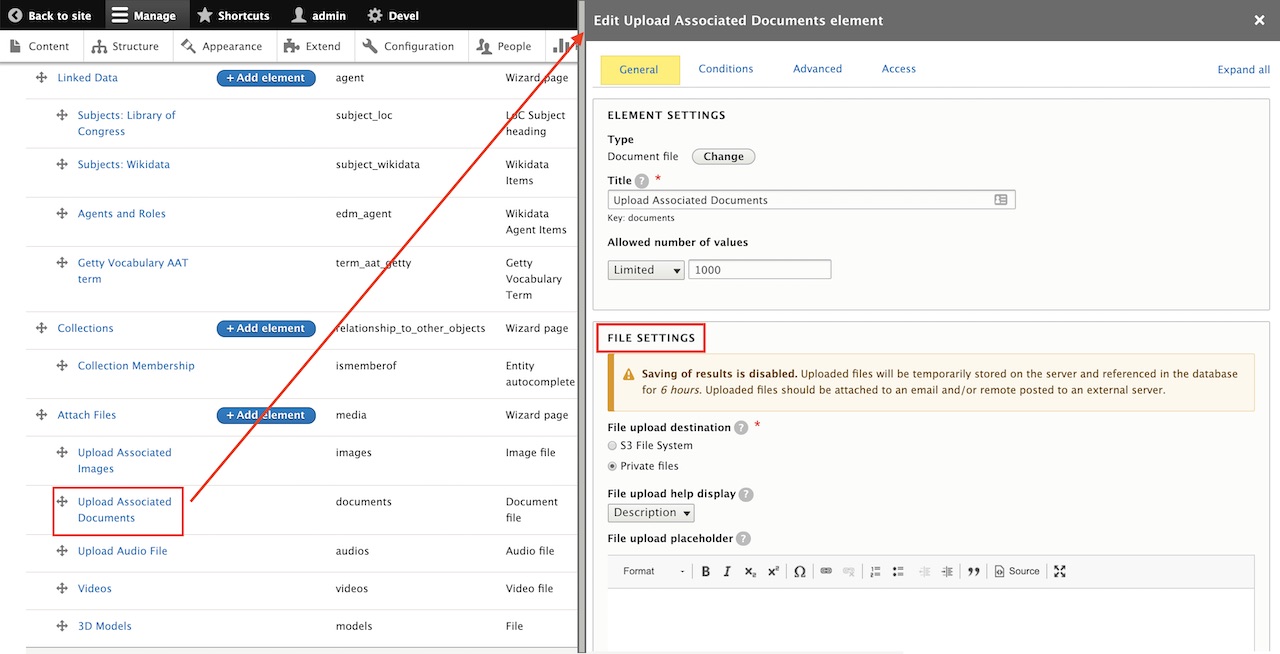 Back to site Manage Shortcuts admin Devel
Content Structure Appearance Extend Configuration People
Linked Data + Add element agent Wizard page
Subjects: Library of Congress subject_loc LoC Subject heading
Subjects: Wikidata subject_wikidata Wikidata Items
Agents and Roles edm_agent Wikidata Agent Items
Getty Vocabulary AAT term term_aat_getty Getty Vocabulary Term
Collections + Add element relationship_to_other_objects Wizard page
Collection Membership ismemberof Entity autocomplete
Attach Files + Add element media Wizard page
Upload Associated Images images Image file
Upload Associated Documents documents Document file
Upload Audio File audios Audio file
Videos videos Video file
3D Models models File
Edit Upload Associated Documents element
General Conditions Advanced Access Expand all
ELEMENT SETTINGS
Type
Document file Change
Title ? *
Upload Associated Documents
Key: documents
Allowed number of values
Limited 1000
FILE SETTINGS
Saving of results is disabled. Uploaded files will be temporarily stored on the server and referenced in the database
for 6 hours. Uploaded files should be attached to an email and/or remote posted to an external server.
File upload destination ? *
S3 File System
Private files
File upload help display ?
Description
File upload placeholder ?
Format B I x₂ x² Ω Source